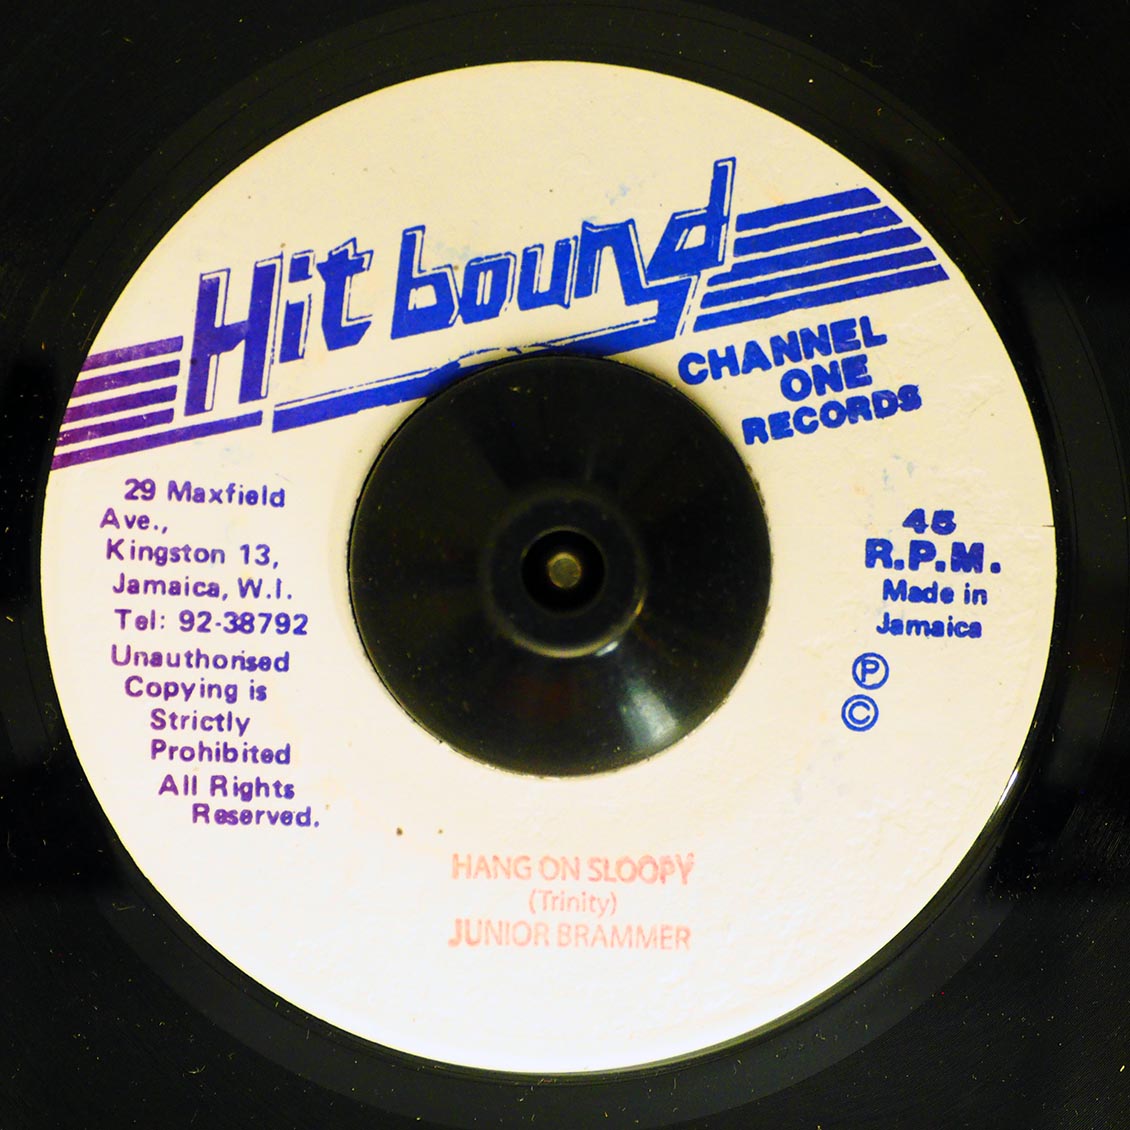 Hit bound
CHANNEL
ONE
RECORDS
29 Maxfield
Ave.,
Kingston 13,
Jamaica, W.I.
Tel: 92-38792
Unauthorised
Copying is
Strictly
Prohibited
All Rights
Reserved.
45
R.P.M.
Made in
Jamaica
Ⓟ
©
HANG ON SLOOPY
(Trinity)
JUNIOR BRAMMER